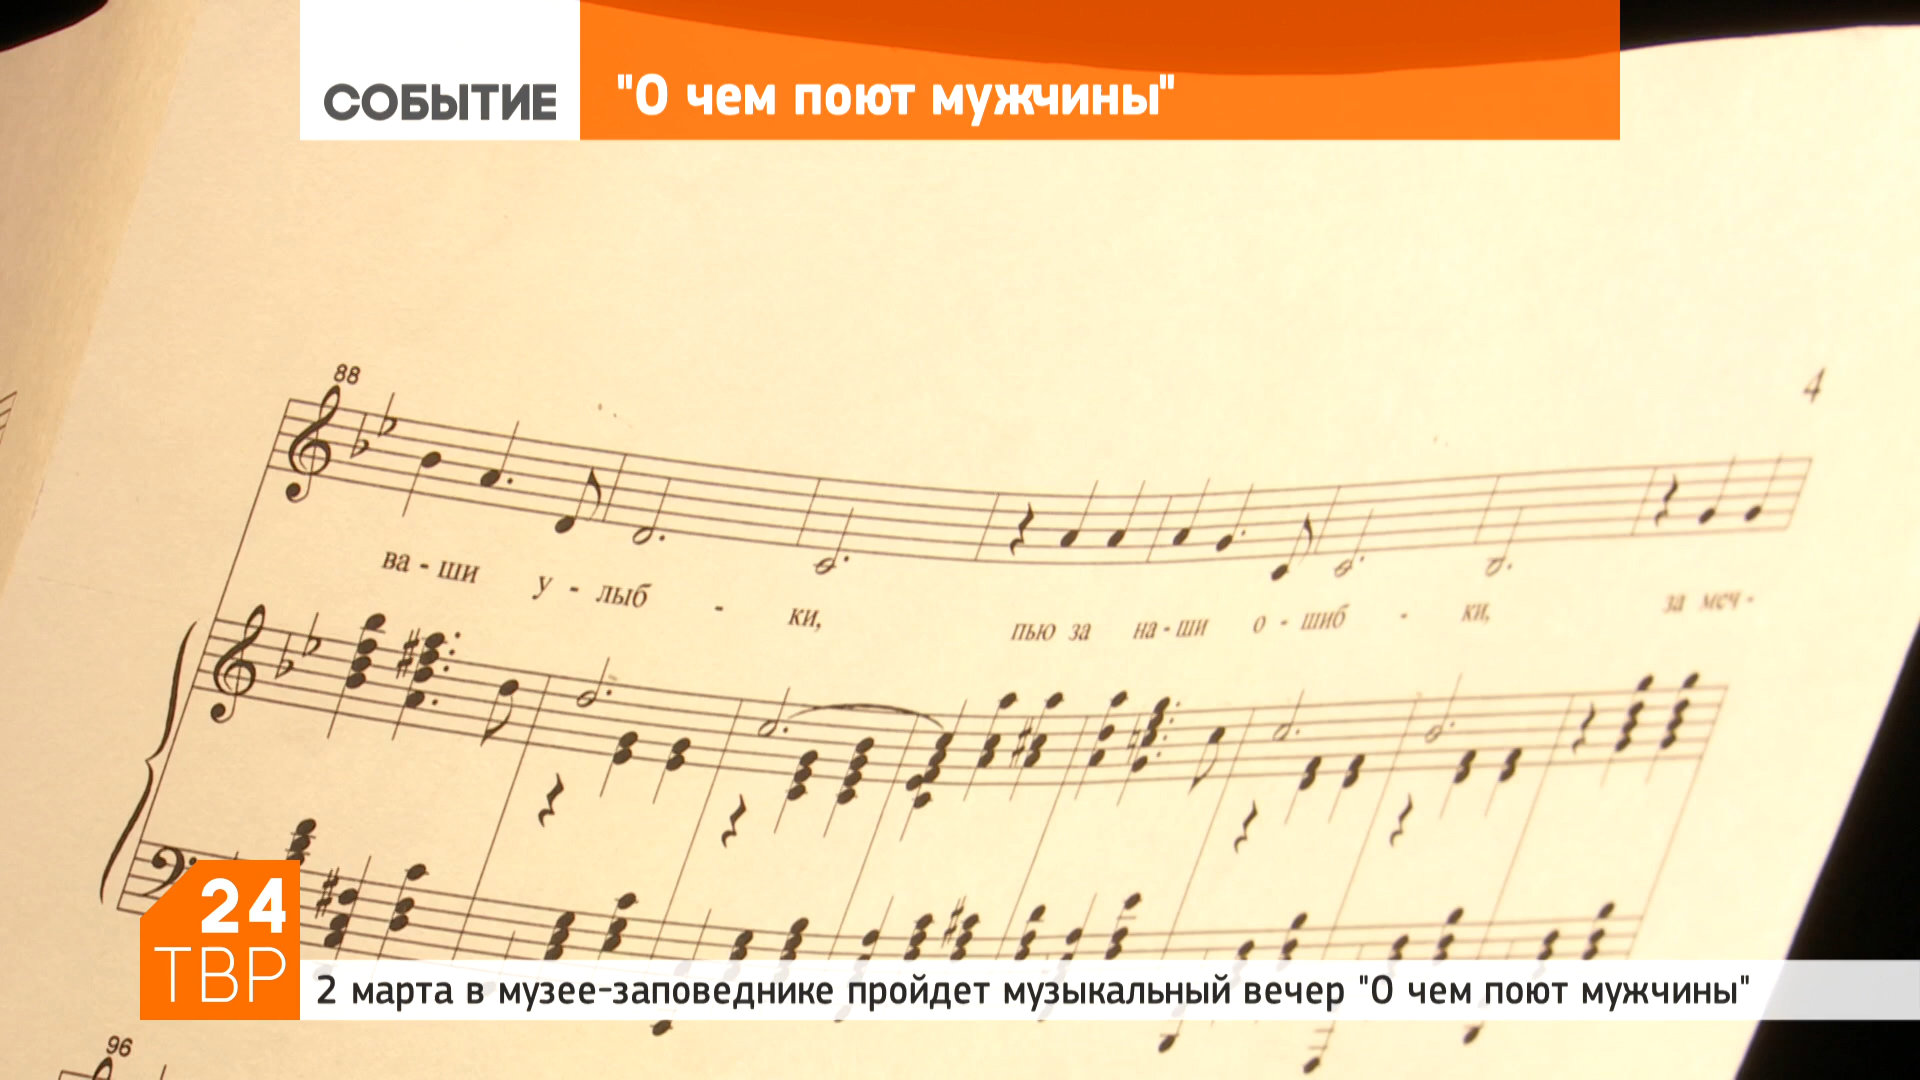 СОБЫТИЕ
"О чем поют мужчины"
88
4
ва - ши у - лыб - ки, пью за на - ши о - шиб - ки, за меч -
24
ТВР
2 марта в музее-заповеднике пройдет музыкальный вечер "О чем поют мужчины"
96